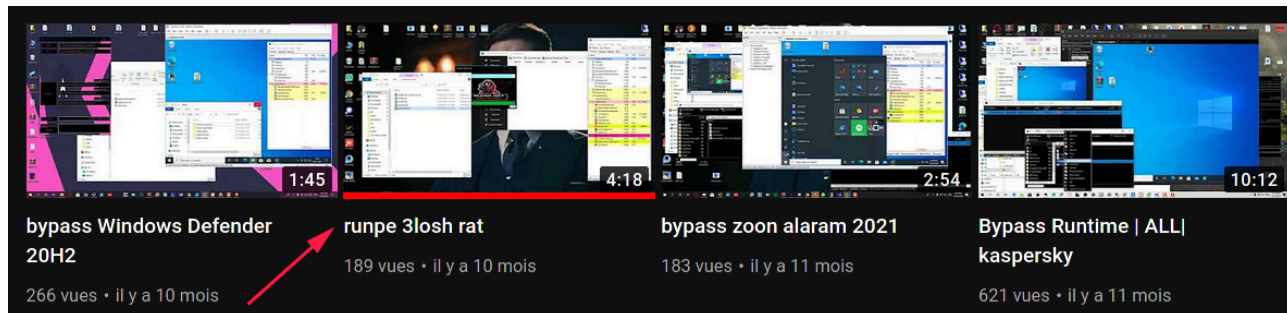 1:45
4:18
2:54
10:12
bypass Windows Defender
20H2
266 vues • il y a 10 mois
runpe 3losh rat
189 vues • il y a 10 mois
bypass zoon alaram 2021
183 vues • il y a 11 mois
Bypass Runtime | ALL|
kaspersky
621 vues • il y a 11 mois